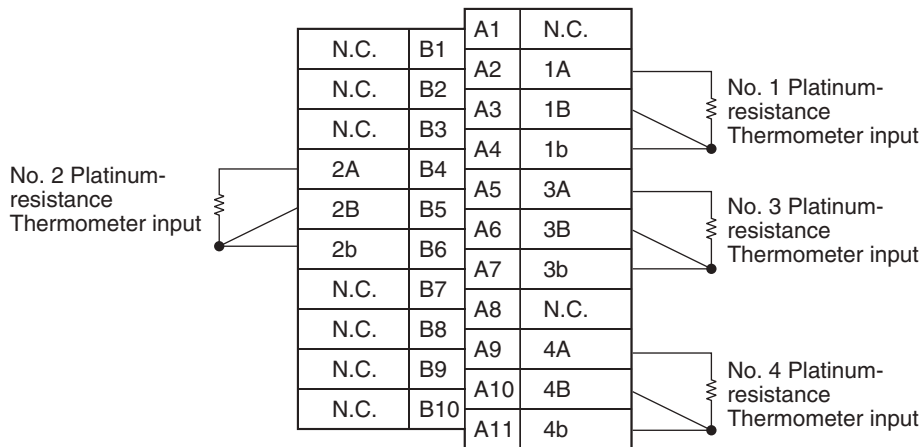 A1 N.C.
N.C. B1
A2 1A
N.C. B2
A3 1B
N.C. B3
A4 1b
2A B4
A5 3A
2B B5
A6 3B
2b B6
A7 3b
N.C. B7
A8 N.C.
N.C. B8
A9 4A
N.C. B9
A10 4B
N.C. B10
A11 4b
No. 1 Platinum-
resistance
Thermometer input
No. 2 Platinum-
resistance
Thermometer input
No. 3 Platinum-
resistance
Thermometer input
No. 4 Platinum-
resistance
Thermometer input